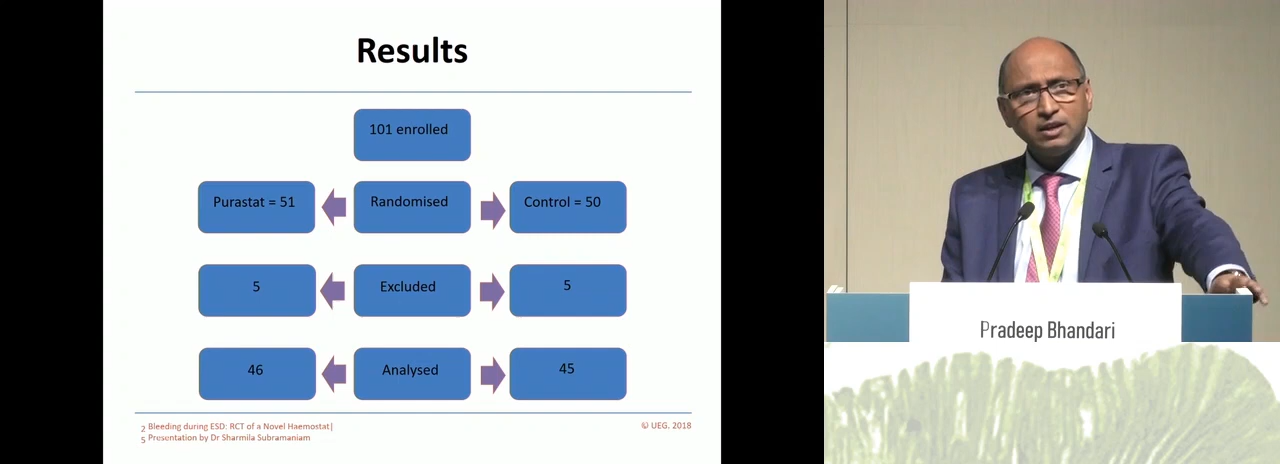 Results
101 enrolled
Purastat = 51
Randomised
Control = 50
5
Excluded
5
46
Analysed
45
2 Bleeding during ESD: RCT of a Novel Haemostat|
5 Presentation by Dr Sharmila Subramaniam
© UEG. 2018
Pradeep Bhandari